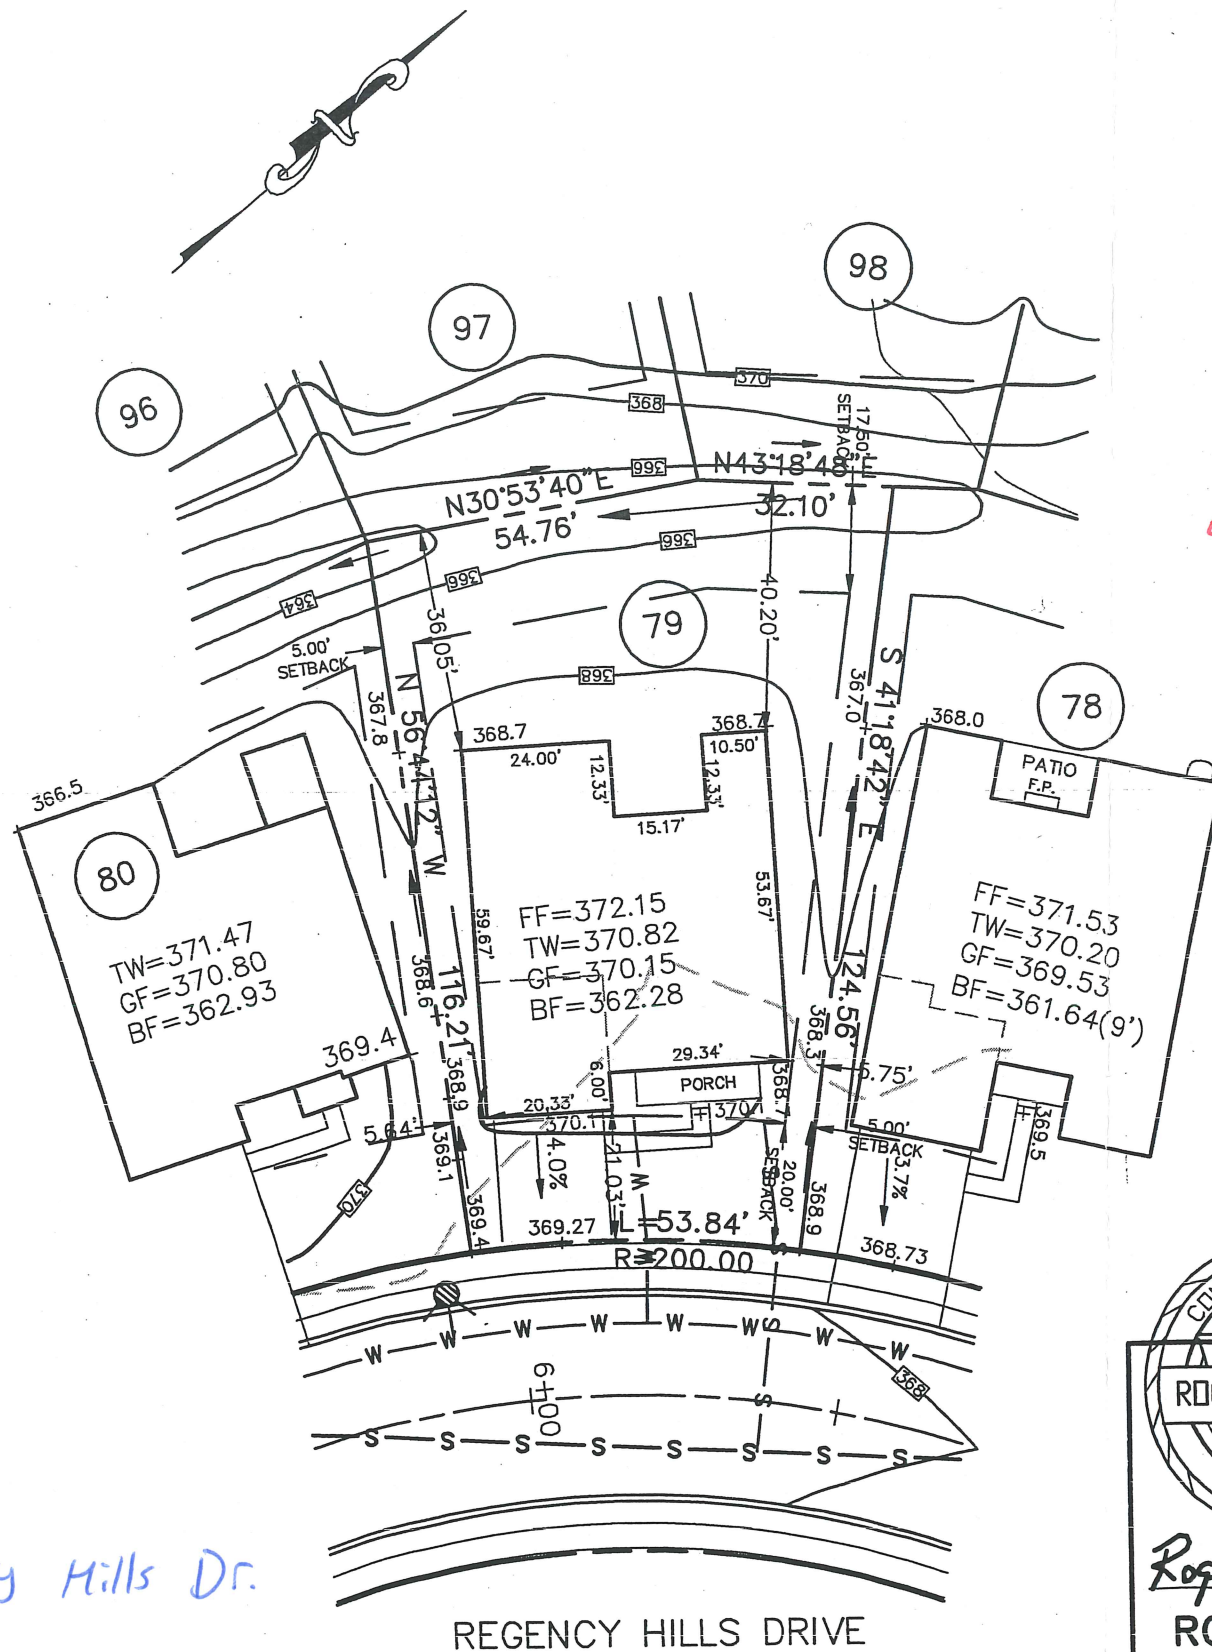 98
97
96
370
368
17.50'
SETBACK
366
N43°18'48"E
32.10'
N30°53'40"E
54.76'
366
366
364
36.05'
40.20'
79
5.00'
SETBACK
368
367.8
N 56°41'12" W
116.21'
367.0
S 41°18'42" E
124.56'
78
368.0
368.7
24.00'
12.33'
15.17'
12.33'
368.7
10.50'
PATIO
F.P.
366.5
80
TW=371.47
GF=370.80
BF=362.93
369.4
59.67'
53.67'
FF=372.15
TW=370.82
GF=370.15
BF=362.28
FF=371.53
TW=370.20
GF=369.53
BF=361.64(9')
368.6
368.9
368.3
5.75'
29.34'
PORCH
6.00'
20.33'
370.1
370
368.7
5.64'
369.1
369.4
4.0%
21.03'
W
SETBACK
20.00'
5.00'
SETBACK
3.7%
369.5
368.9
370
369.27
L=53.84'
R=200.00
368.73
S
W W W W W W W W
S
368
6+00
S
S S S S S S S S
Hills Dr.
REGENCY HILLS DRIVE